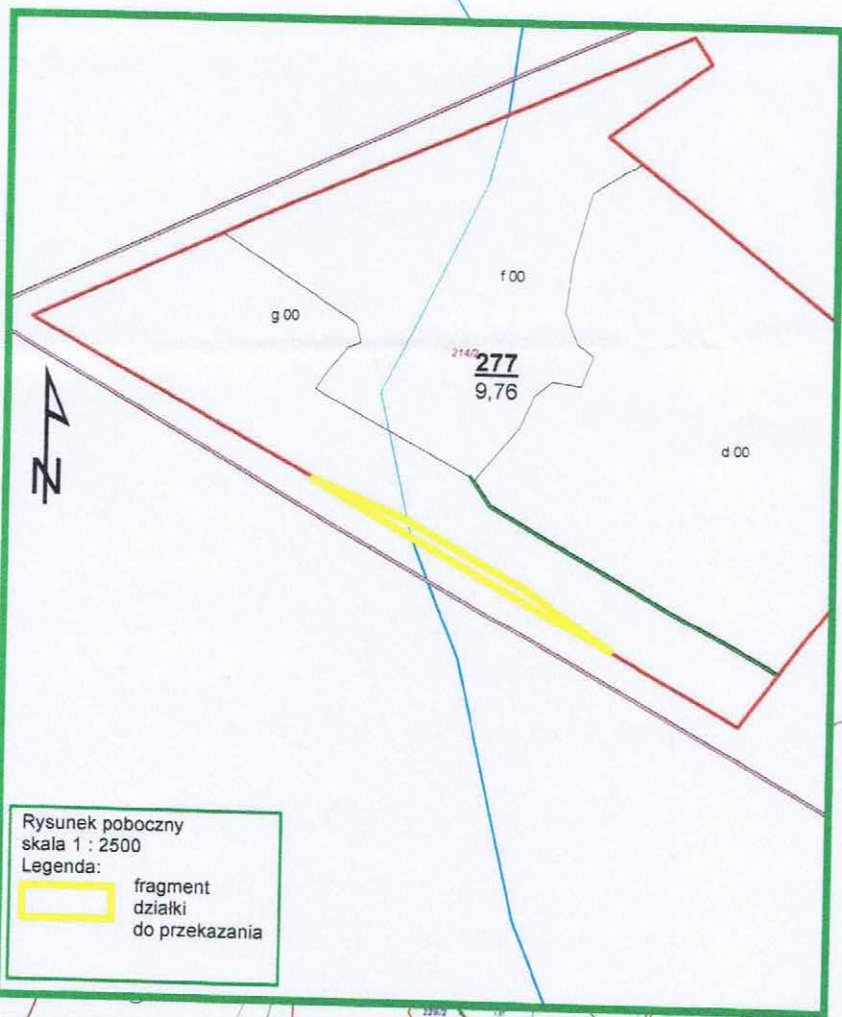 f 00
g 00
214/2
277
9,76
d 00
N
Rysunek poboczny
skala 1 : 2500
Legenda:
fragment
działki
do przekazania